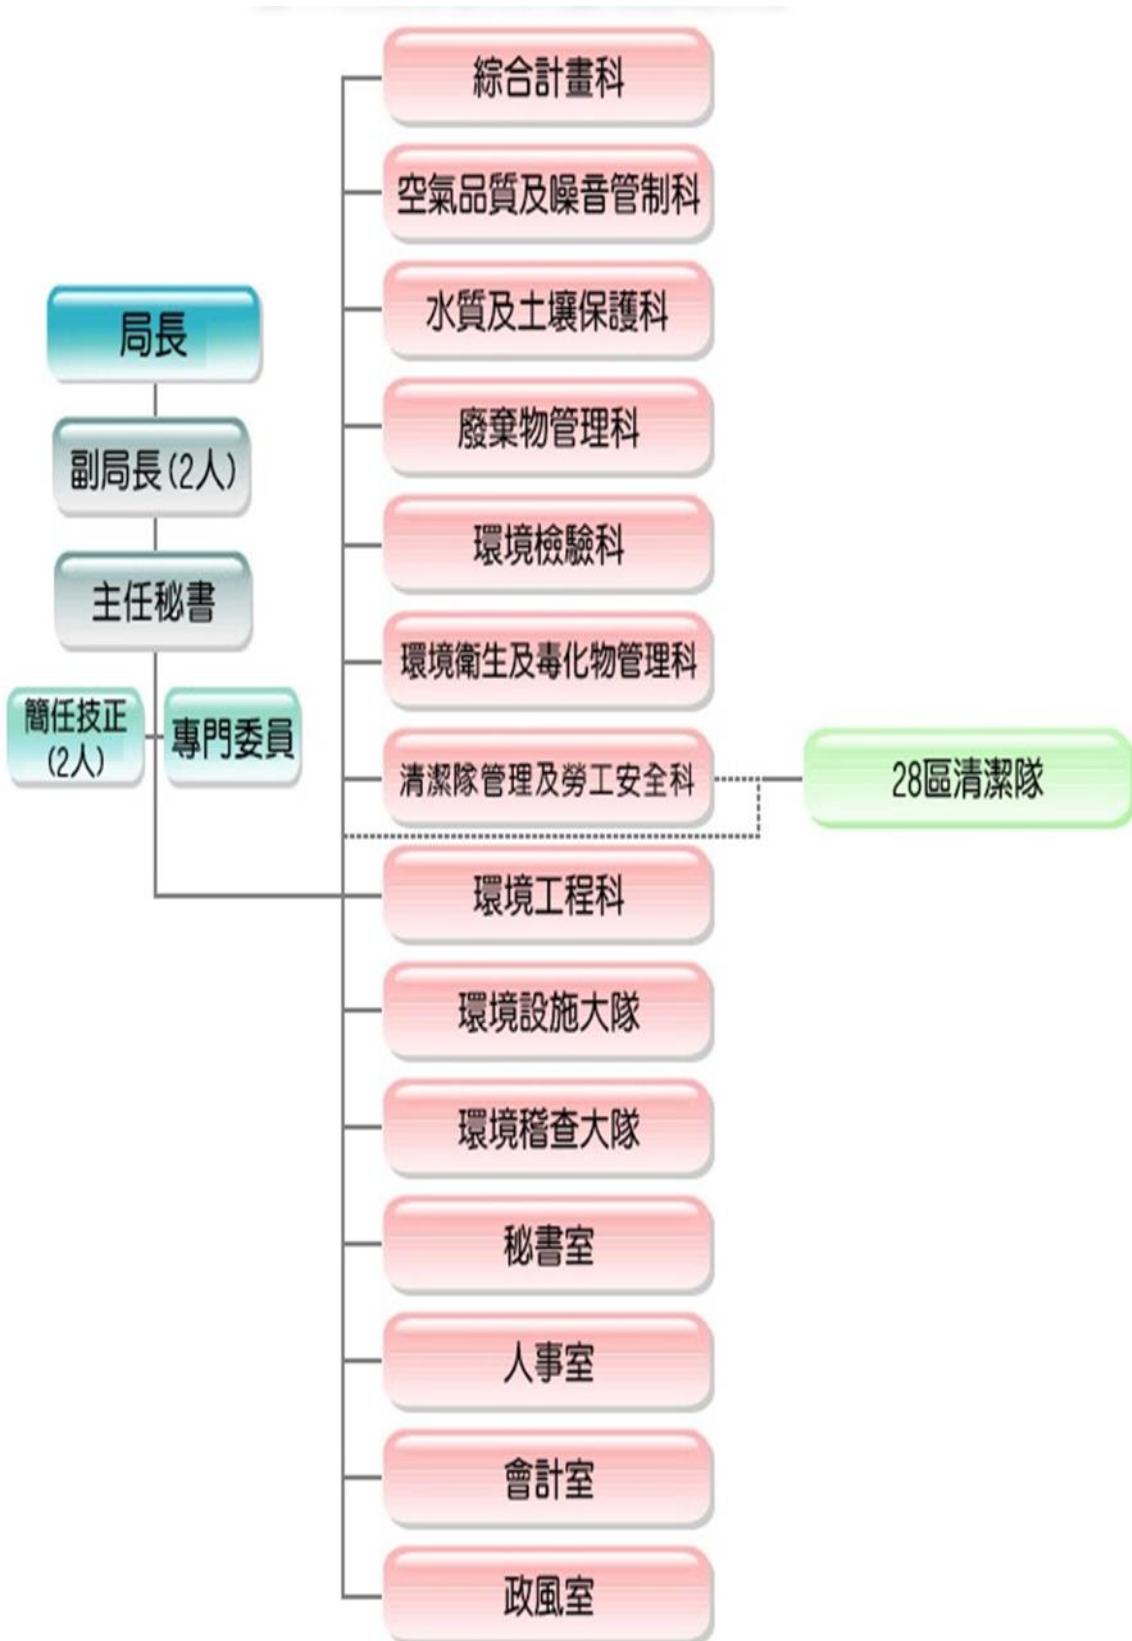 局長
副局長(2人)
主任秘書
簡任技正
(2人)
專門委員
綜合計畫科
空氣品質及噪音管制科
水質及土壤保護科
廢棄物管理科
環境檢驗科
環境衛生及毒化物管理科
清潔隊管理及勞工安全科
28區清潔隊
環境工程科
環境設施大隊
環境稽查大隊
秘書室
人事室
會計室
政風室